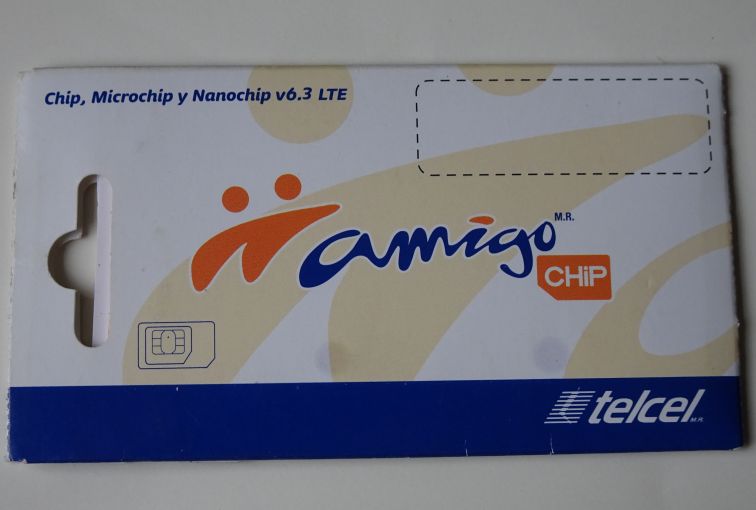 Chip, Microchip y Nanochip v6.3 LTE
amigo M.R.
CHiP
telcel M.R.